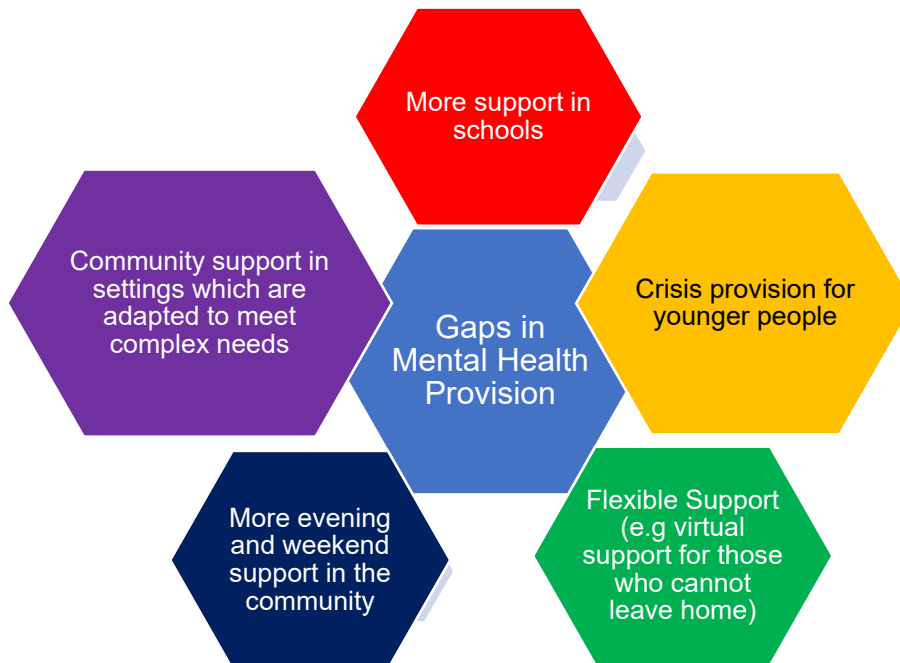 More support in
schools
Community support in
settings which are
adapted to meet
complex needs
Gaps in
Mental Health
Provision
Crisis provision for
younger people
More evening
and weekend
support in the
community
Flexible Support
(e.g virtual
support for those
who cannot
leave home)